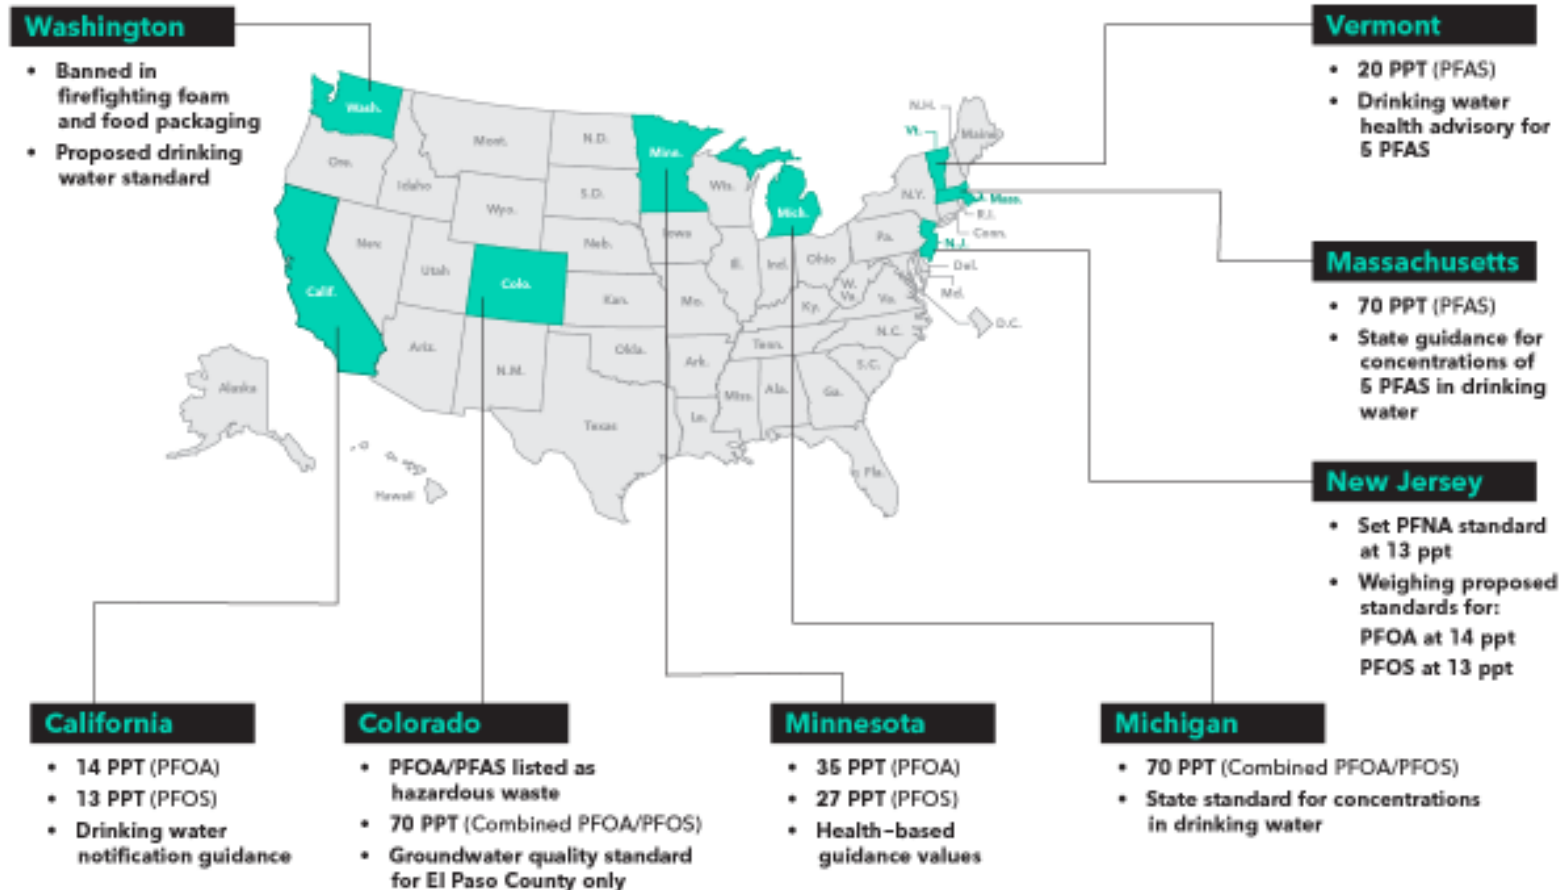 Washington
• Banned in
firefighting foam
and food packaging
• Proposed drinking
water standard
Vermont
• 20 PPT (PFAS)
• Drinking water
health advisory for
5 PFAS
Massachusetts
• 70 PPT (PFAS)
• State guidance for
concentrations of
5 PFAS in drinking
water
New Jersey
• Set PFNA standard
at 13 ppt
• Weighing proposed
standards for:
PFOA at 14 ppt
PFOS at 13 ppt
Wash.
Mont.
N.D.
Minn.
Ore.
Idaho
Wyo.
S.D.
Wis.
Mich.
N.H.
Vt.
Maine
N.Y.
Mass.
R.I.
Conn.
N.J.
Pa.
Iowa
Neb.
Nev.
Utah
Colo.
Calif.
Kan.
Mo.
Ill.
Ind.
Ohio
W.
Va.
Va.
Ky.
Del.
Md.
D.C.
N.C.
Tenn.
S.C.
Ariz.
N.M.
Okla.
Ark.
Miss.
Ala.
Ga.
La.
Texas
Fla.
Alaska
Hawaii
California
• 14 PPT (PFOA)
• 13 PPT (PFOS)
• Drinking water
notification guidance
Colorado
• PFOA/PFAS listed as
hazardous waste
• 70 PPT (Combined PFOA/PFOS)
• Groundwater quality standard
for El Paso County only
Minnesota
• 35 PPT (PFOA)
• 27 PPT (PFOS)
• Health-based
guidance values
Michigan
• 70 PPT (Combined PFOA/PFOS)
• State standard for concentrations
in drinking water